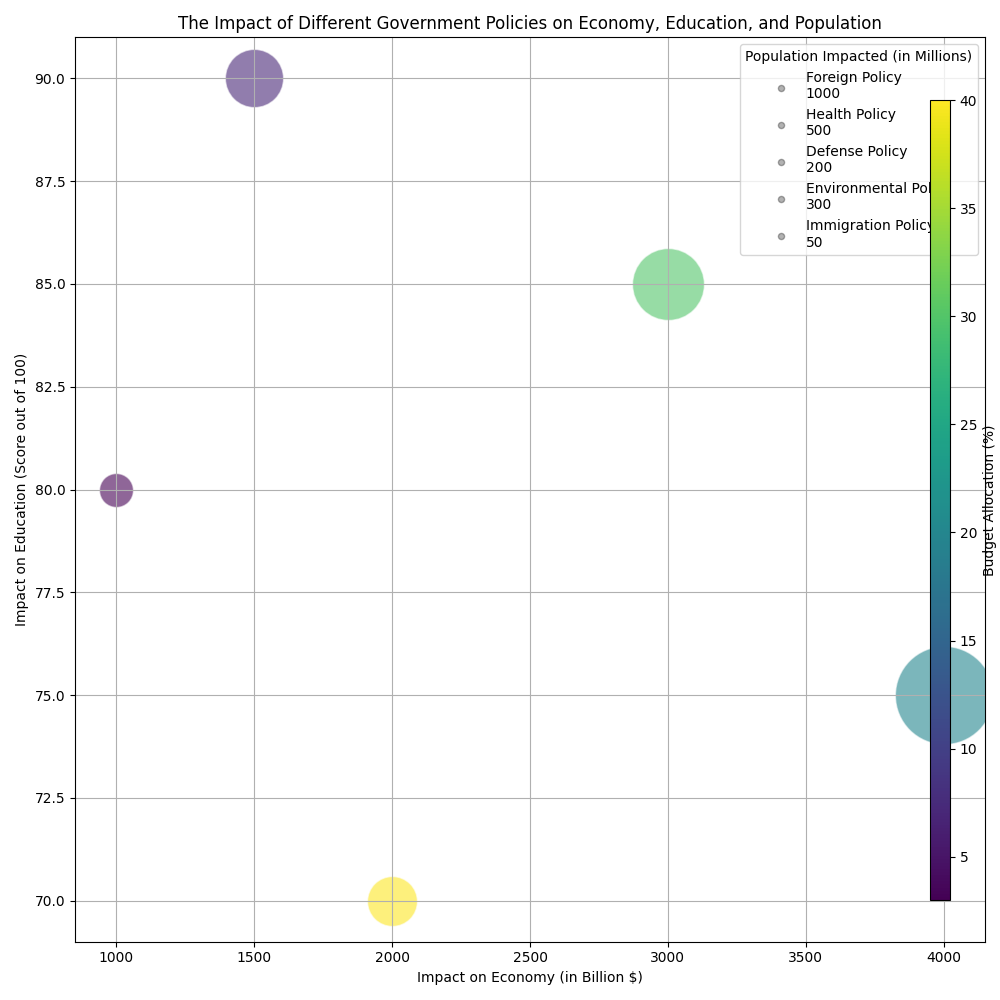 The Impact of Different Government Policies on Economy, Education, and Population
Population Impacted (in Millions)
Foreign Policy
1000
Health Policy
500
Defense Policy
200
Environmental Pol
300
Immigration Policy
50
90.0
87.5
85.0
82.5
80.0
77.5
75.0
72.5
70.0
Impact on Education (Score out of 100)
1000
1500
2000
2500
3000
3500
4000
Impact on Economy (in Billion $)
40
35
30
25
20
15
10
5
Budget Allocation (%)